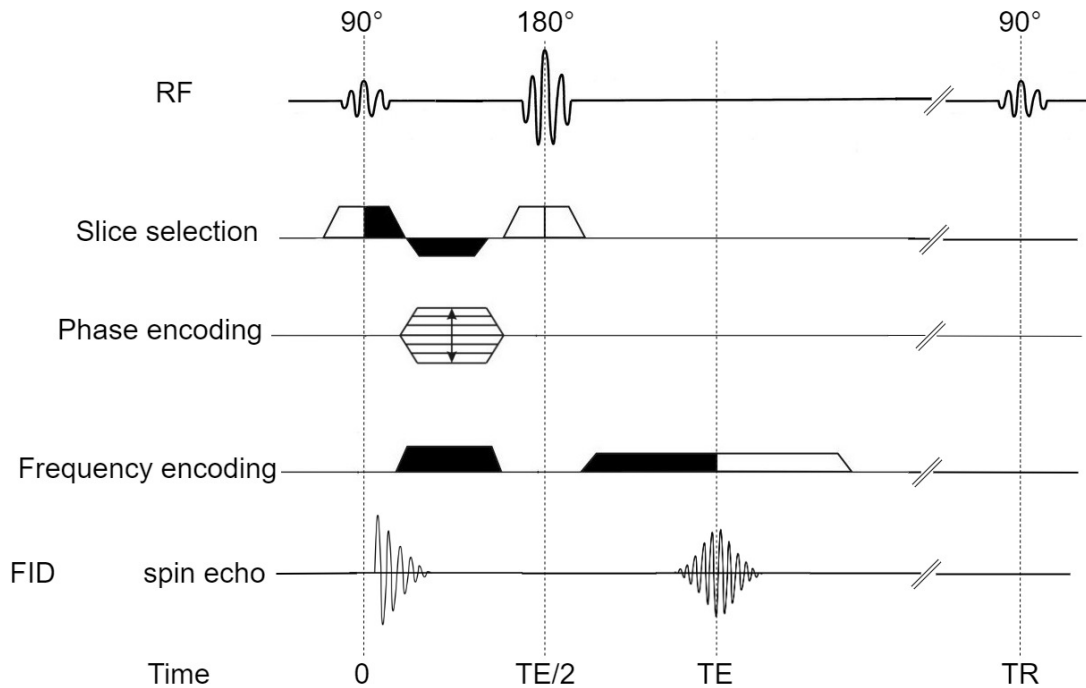 90° 180° 90°
RF
Slice selection
Phase encoding
Frequency encoding
FID spin echo
Time 0 TE/2 TE TR